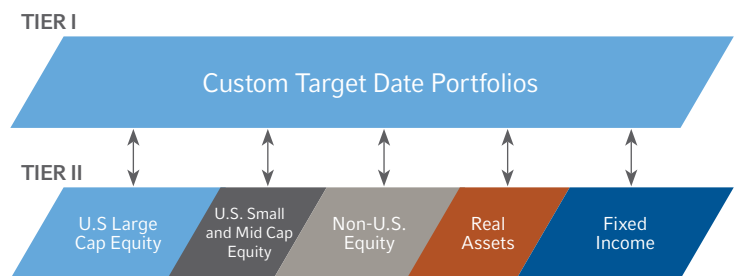 TIER I
Custom Target Date Portfolios
TIER II
U.S Large
Cap Equity
U.S. Small
and Mid Cap
Equity
Non-U.S.
Equity
Real
Assets
Fixed
Income